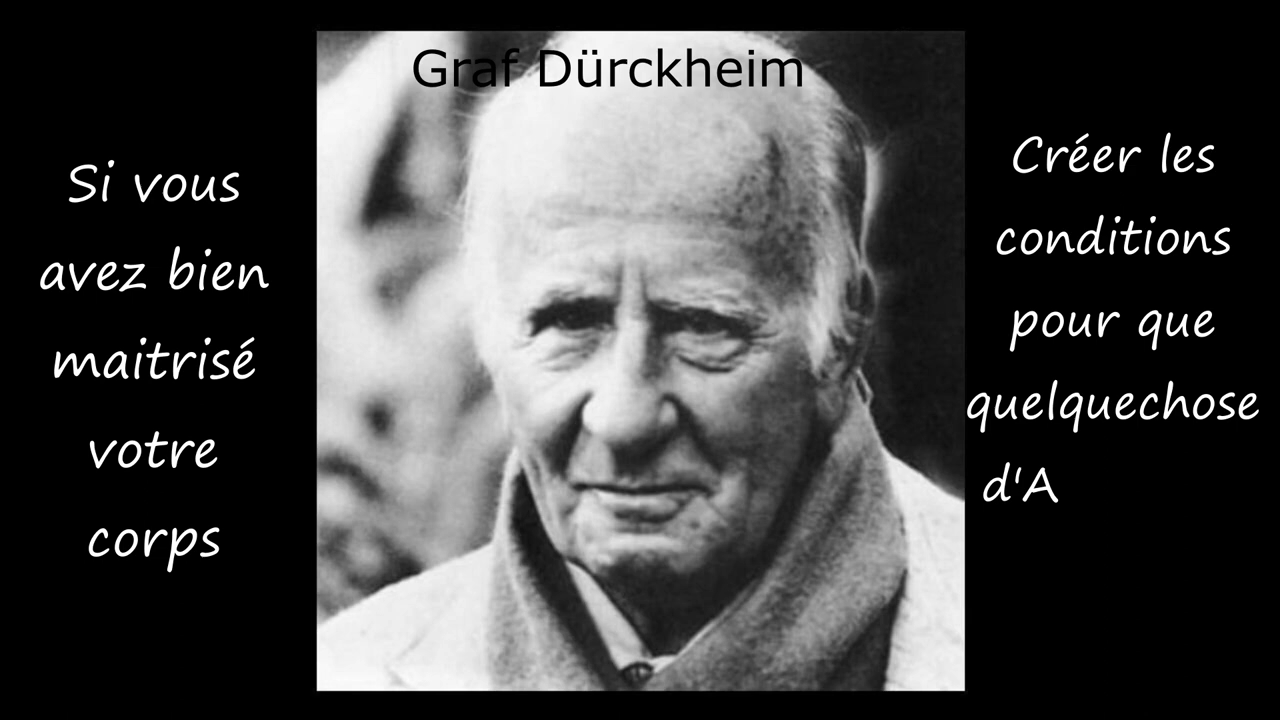 Graf Dürckheim
Si vous
avez bien
maitrisé
votre
corps
Créer les
conditions
pour que
quelquechose
d'A